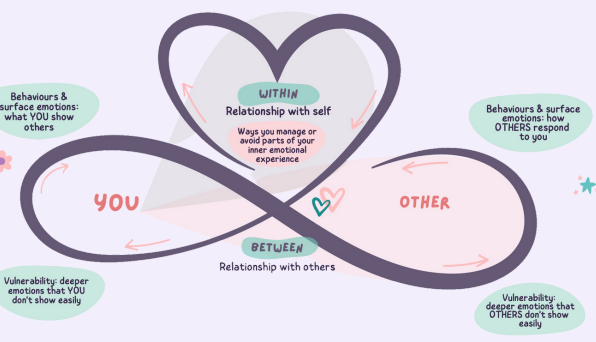 WITHIN
Relationship with self
Ways you manage or
avoid parts of your
inner emotional
experience
Behaviours &
surface emotions:
what YOU show
others
Behaviours & surface
emotions: how
OTHERS respond
to you
YOU
OTHER
BETWEEN
Relationship with others
Vulnerability: deeper
emotions that YOU
don't show easily
Vulnerability:
deeper emotions that
OTHERS don't show
easily